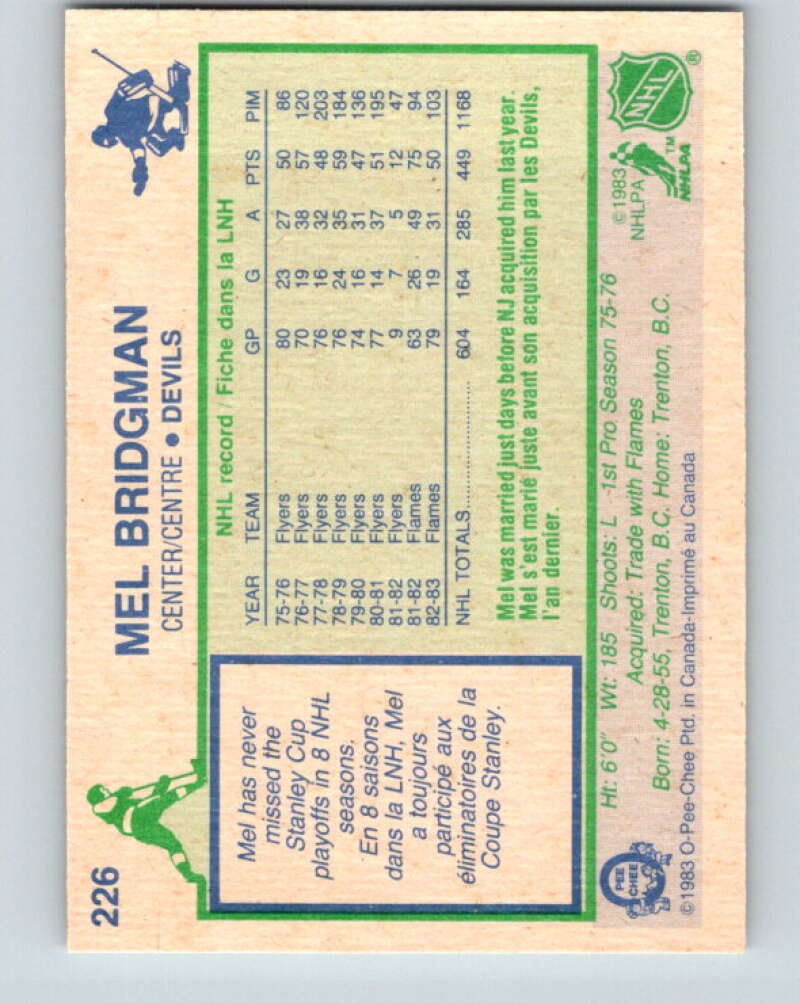 226
MEL BRIDGMAN
CENTER/CENTRE • DEVILS
Mel has never
missed the
Stanley Cup
playoffs in 8 NHL
seasons.
En 8 saisons
dans la LNH, Mel
a toujours
participé aux
éliminatoires de la
Coupe Stanley.
NHL record / Fiche dans la LNH
YEAR TEAM GP G A PTS PIM
75-76 Flyers 80 23 27 50 86
76-77 Flyers 70 19 38 57 120
77-78 Flyers 76 16 32 48 203
78-79 Flyers 76 24 35 59 184
79-80 Flyers 74 16 31 47 136
80-81 Flyers 77 14 37 51 195
81-82 Flyers 9 7 5 12 47
81-82 Flames 63 26 49 75 94
82-83 Flames 79 19 31 50 103
NHL TOTALS.................. 604 164 285 449 1168
Mel was married just days before NJ acquired him last year.
Mel s'est marié juste avant son acquisition par les Devils,
l'an dernier.
O PEE CHEE
Ht: 6'0" Wt: 185 Shoots: L 1st Pro. Season 75-76
Acquired: Trade with Flames
Born: 4-28-55, Trenton, B.C. Home: Trenton, B.C.
©1983 O-Pee-Chee Ptd. in Canada-Imprimé au Canada
©1983
NHLPA
NHLPA™
NHL®